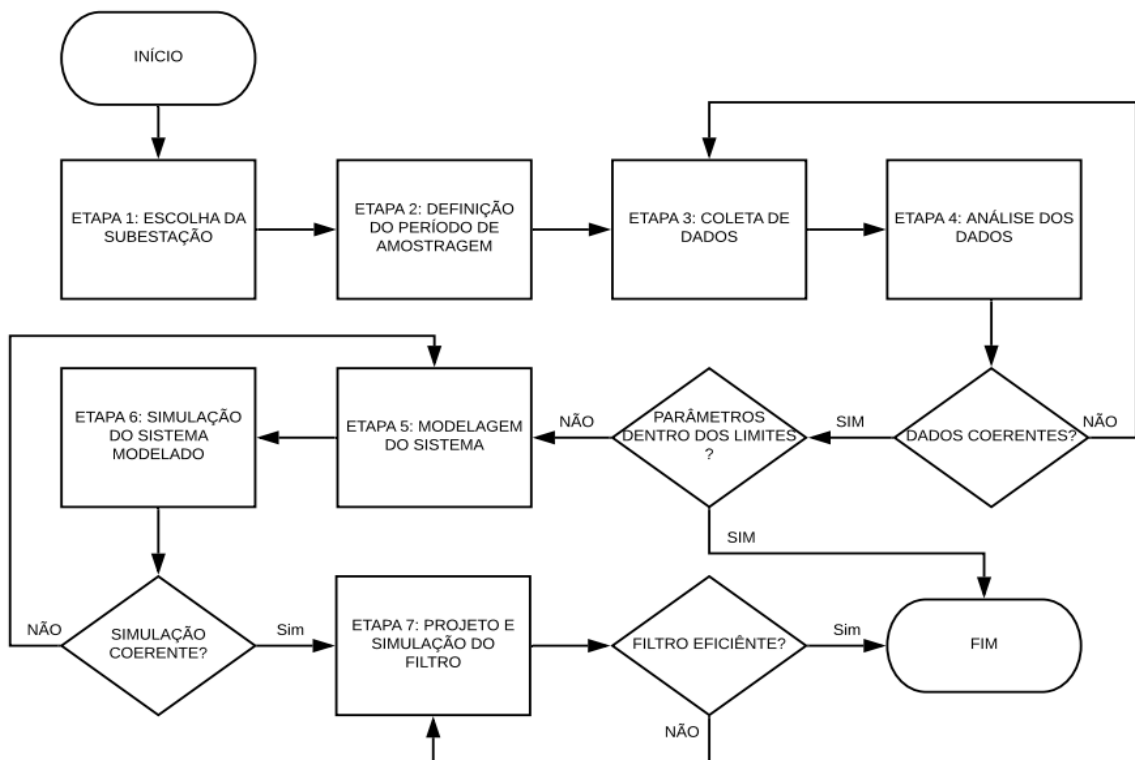 INÍCIO
ETAPA 1: ESCOLHA DA
SUBESTAÇÃO
ETAPA 2: DEFINIÇÃO
DO PERÍODO DE
AMOSTRAGEM
ETAPA 3: COLETA DE
DADOS
ETAPA 4: ANÁLISE DOS
DADOS
DADOS COERENTES?
NÃO
SIM
PARÂMETROS
DENTRO DOS LIMITES
?
NÃO
SIM
ETAPA 5: MODELAGEM
DO SISTEMA
ETAPA 6: SIMULAÇÃO
DO SISTEMA
MODELADO
SIMULAÇÃO
COERENTE?
NÃO
Sim
ETAPA 7: PROJETO E
SIMULAÇÃO DO
FILTRO
FILTRO EFICIÊNTE?
Sim
NÃO
FIM